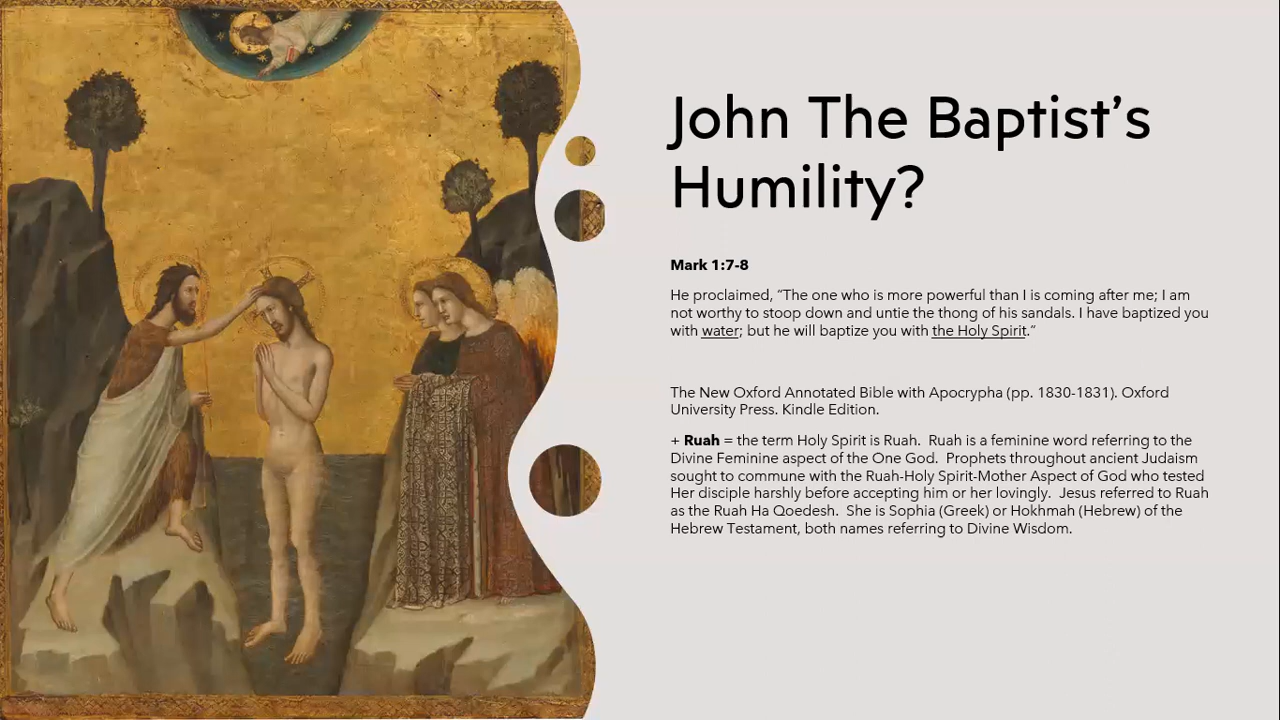 John The Baptist’s
Humility?
Mark 1:7-8
He proclaimed, “The one who is more powerful than I is coming after me; I am
not worthy to stoop down and untie the thong of his sandals. I have baptized you
with water; but he will baptize you with the Holy Spirit.”
The New Oxford Annotated Bible with Apocrypha (pp. 1830-1831). Oxford
University Press. Kindle Edition.
+ Ruah = the term Holy Spirit is Ruah.  Ruah is a feminine word referring to the
Divine Feminine aspect of the One God.  Prophets throughout ancient Judaism
sought to commune with the Ruah-Holy Spirit-Mother Aspect of God who tested
Her disciple harshly before accepting him or her lovingly.  Jesus referred to Ruah
as the Ruah Ha Qoedesh.  She is Sophia (Greek) or Hokhmah (Hebrew) of the
Hebrew Testament, both names referring to Divine Wisdom.